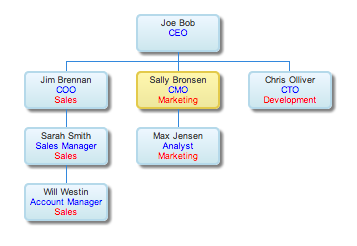 Joe Bob
CEO
Jim Brennan
COO
Sales
Sally Bronsen
CMO
Marketing
Chris Olliver
CTO
Development
Sarah Smith
Sales Manager
Sales
Max Jensen
Analyst
Marketing
Will Westin
Account Manager
Sales